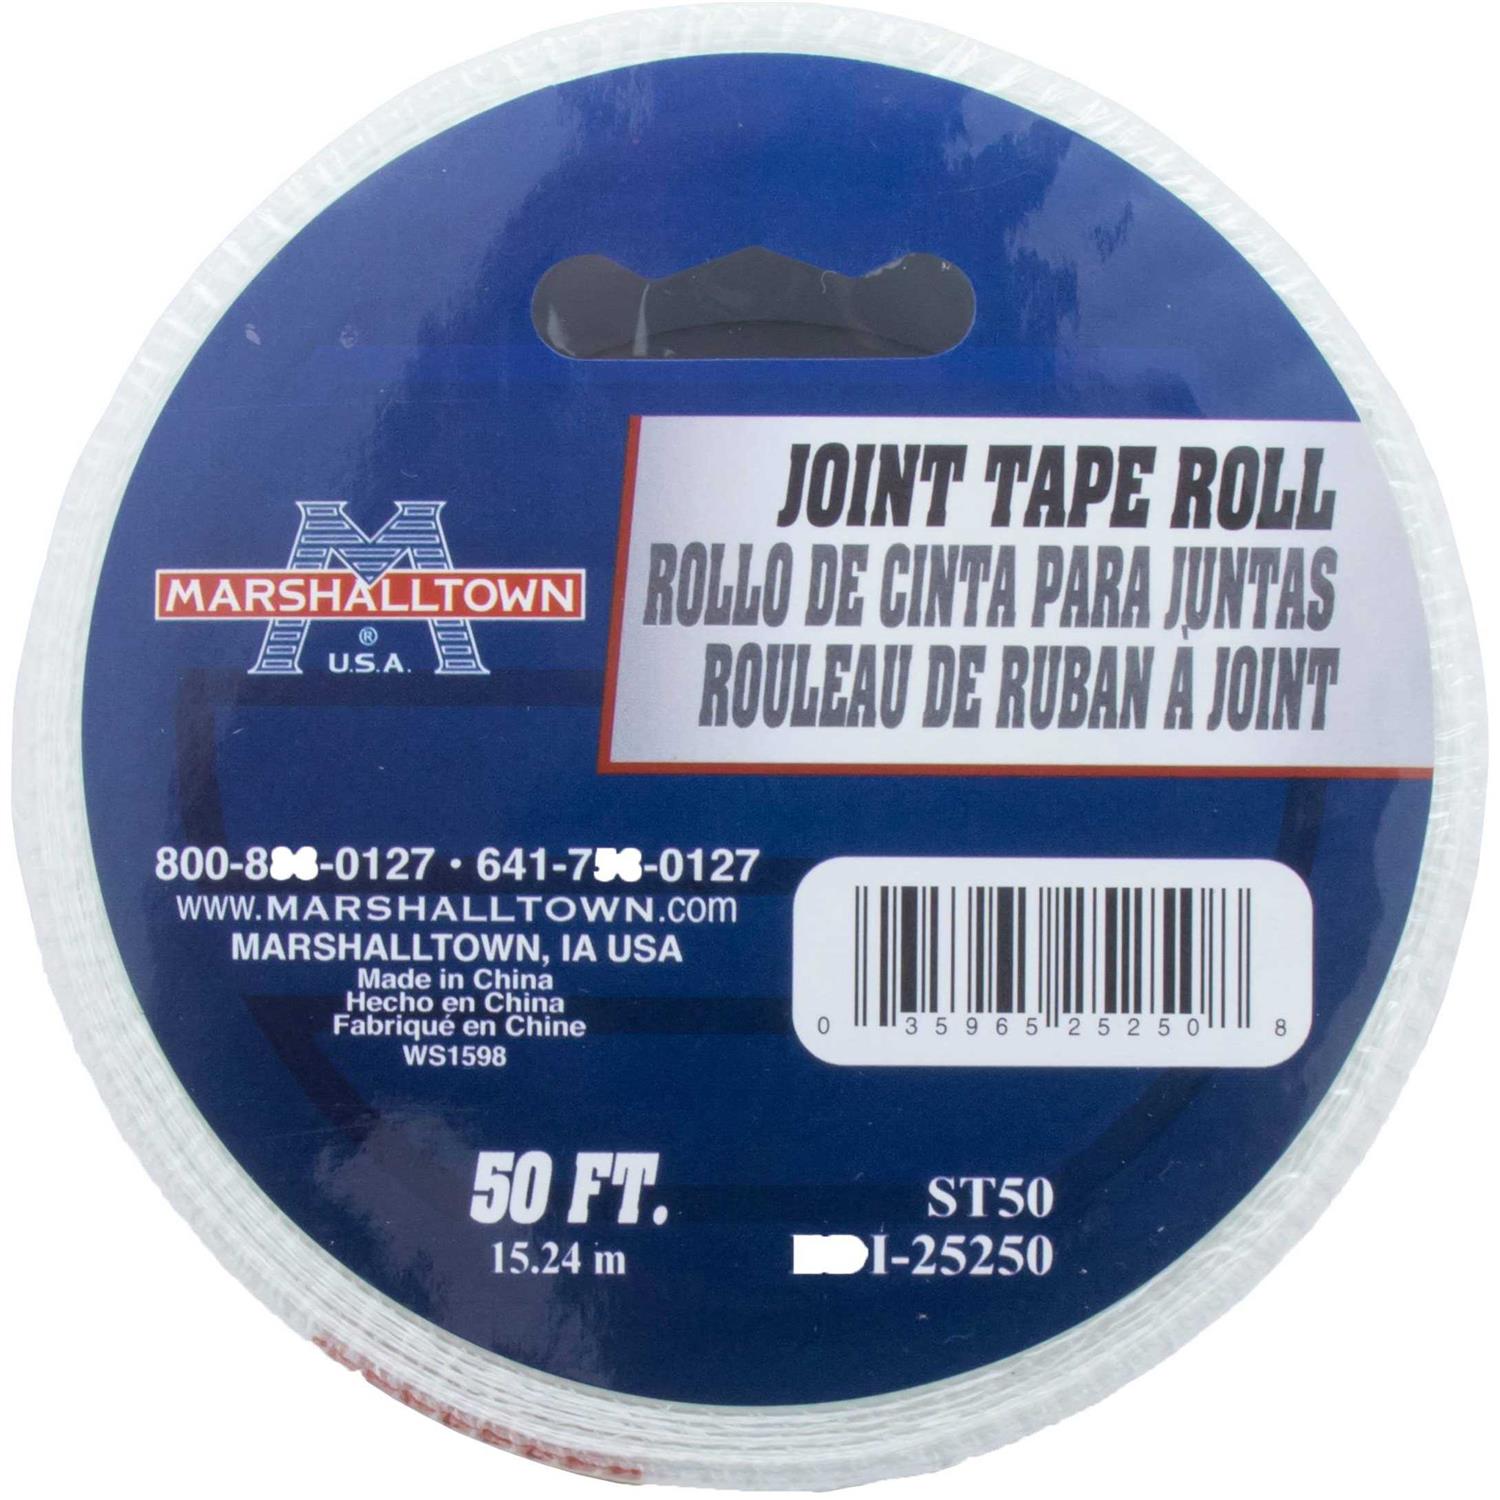 JOINT TAPE ROLL
ROLLO DE CINTA PARA JUNTAS
ROULEAU DE RUBAN À JOINT
MARSHALLTOWN
®
U.S.A.
• 
www.MARSHALLTOWN.com
MARSHALLTOWN, IA USA
Made in China
Hecho en China
Fabriqué en Chine
WS1598
0 35965 25250 8
50 FT.
15.24 m
ST50